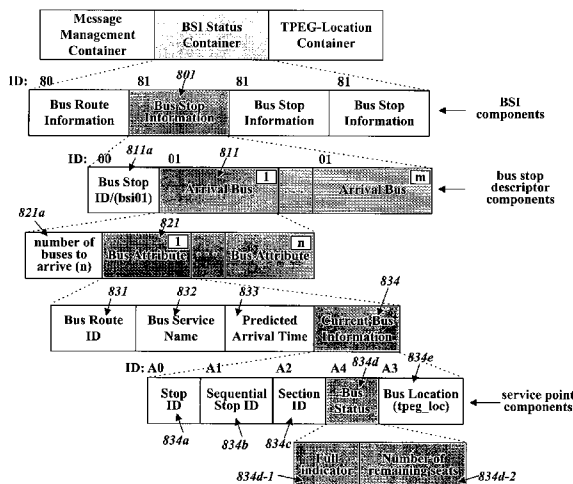 Message Management Container
BSI Status Container
TPEG-Location Container
ID: 80 81 81 81
801
Bus Route Information
Bus Stop Information
Bus Stop Information
Bus Stop Information
BSI components
811a
811
ID: 00 01 01
Bus Stop ID/(bsi01)
1
Arrival Bus
m
Arrival Bus
bus stop descriptor components
821a
821
number of buses to arrive (n)
1
Bus Attribute
n
Bus Attribute
831 832 833 834
Bus Route ID
Bus Service Name
Predicted Arrival Time
Current Bus Information
834d 834e
ID: A0 A1 A2 A4 A3
Stop ID
Sequential Stop ID
Section ID
Bus Status
Bus Location (tpeg_loc)
service point components
834a 834b 834c
Full indicator
Number of remaining seats
834d-1 834d-2